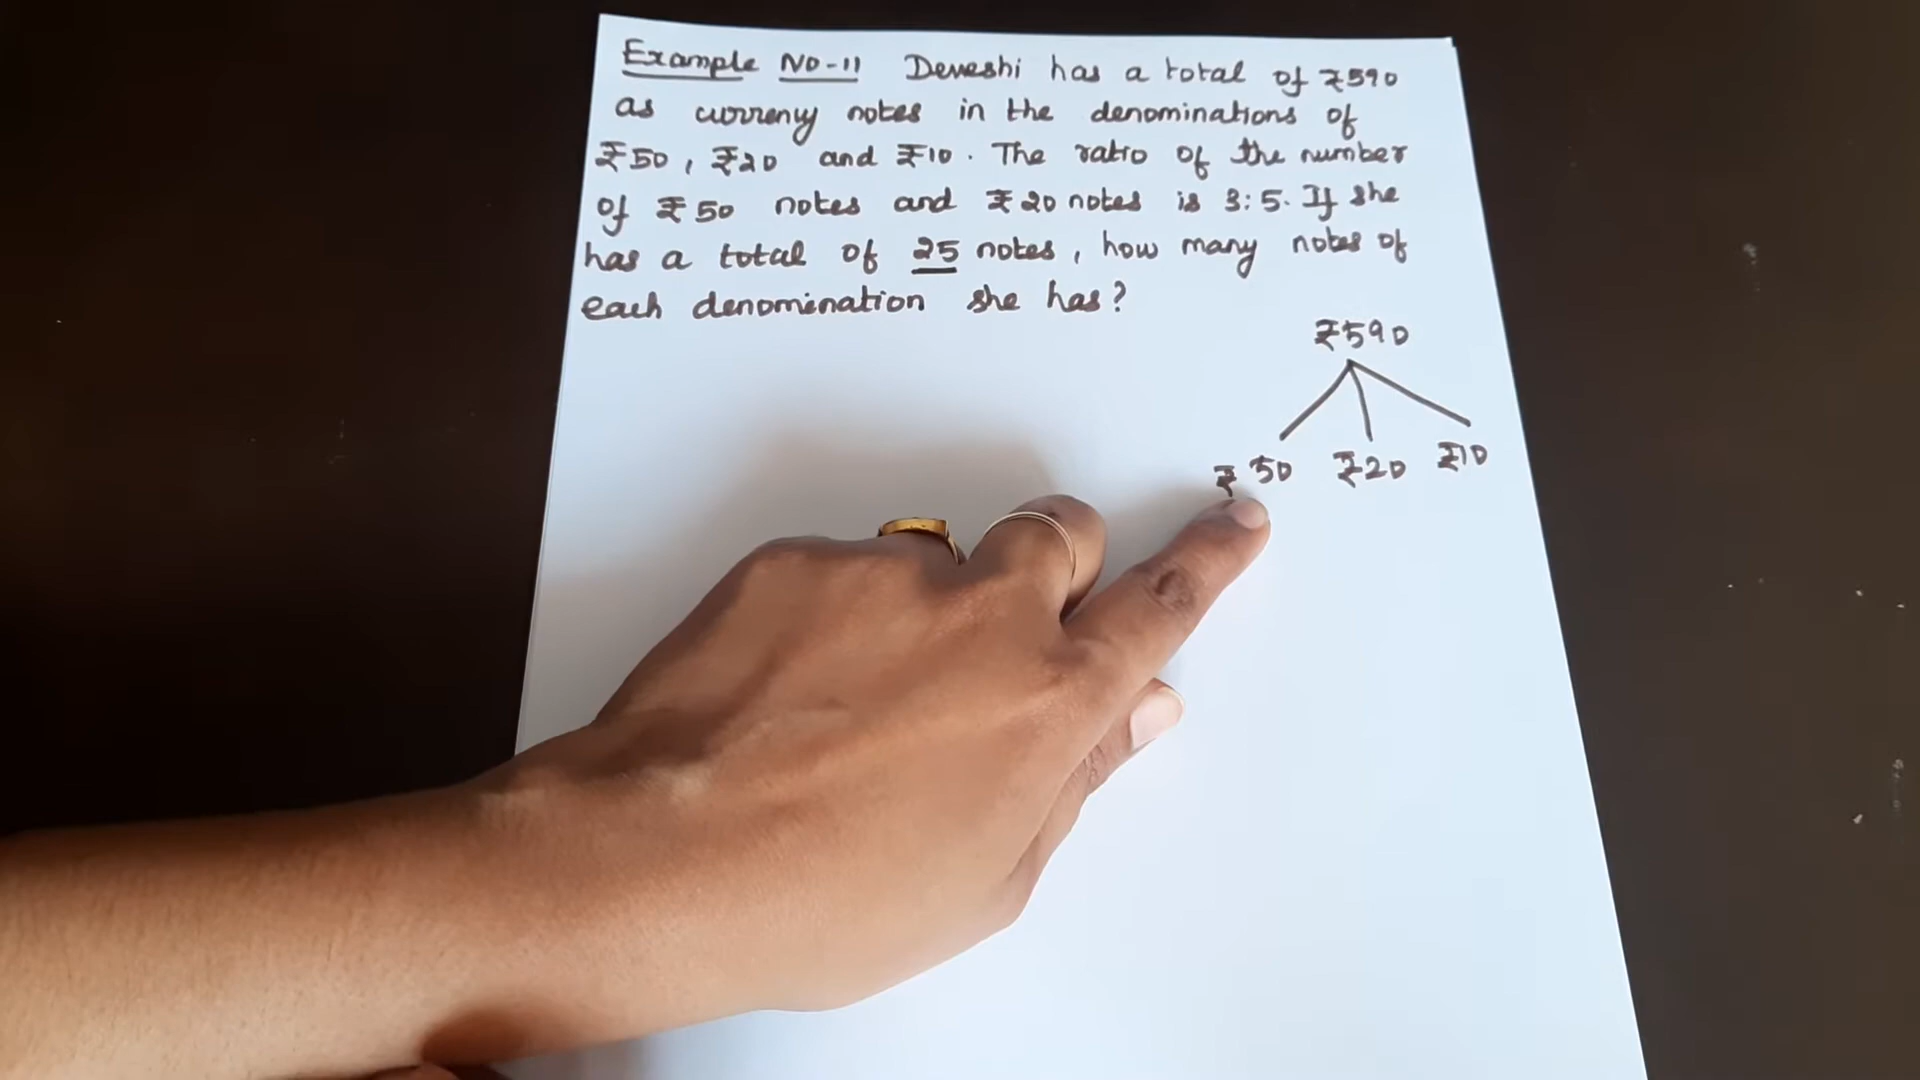 Example NO-11 Deveshi has a total of ₹590
as curreny notes in the denominations of
₹50, ₹20 and ₹10. The ratio of the number
of ₹50 notes and ₹20 notes is 3:5. If she
has a total of 25 notes, how many notes of
each denomination she has?
₹590
₹50 ₹20 ₹10